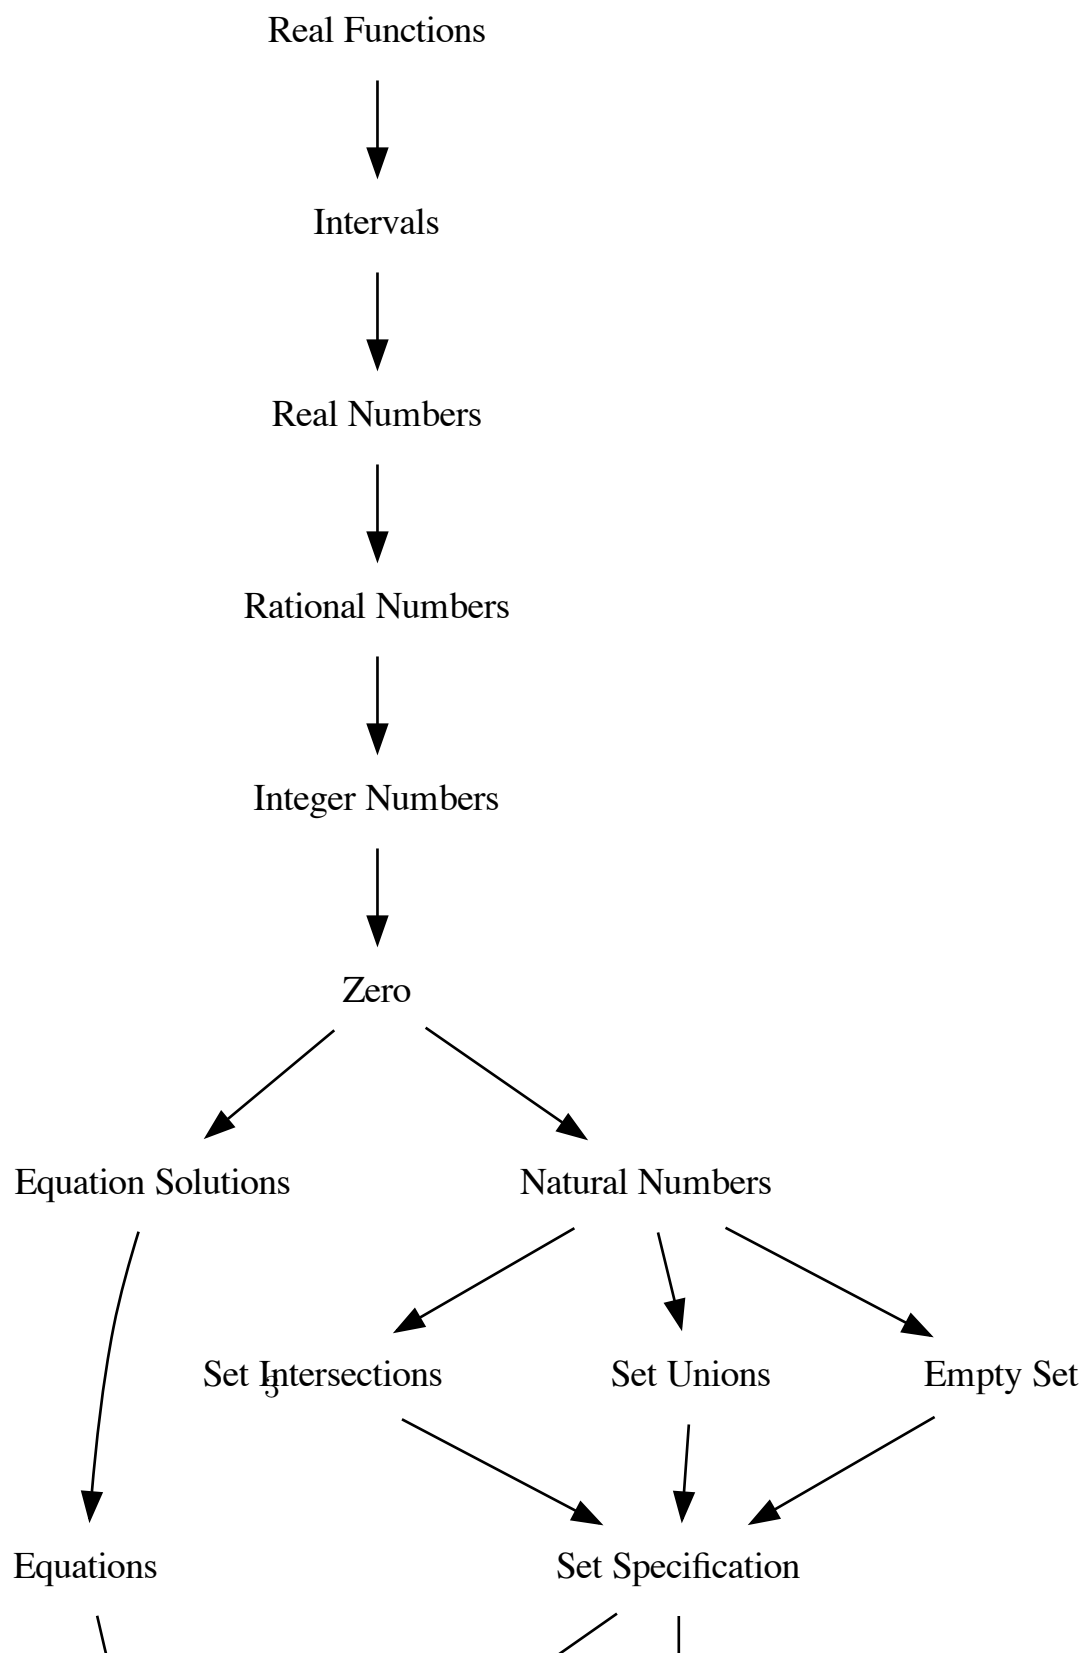 Real Functions
Intervals
Real Numbers
Rational Numbers
Integer Numbers
Zero
Equation Solutions
Natural Numbers
Set Intersections
3
Set Unions
Empty Set
Equations
Set Specification